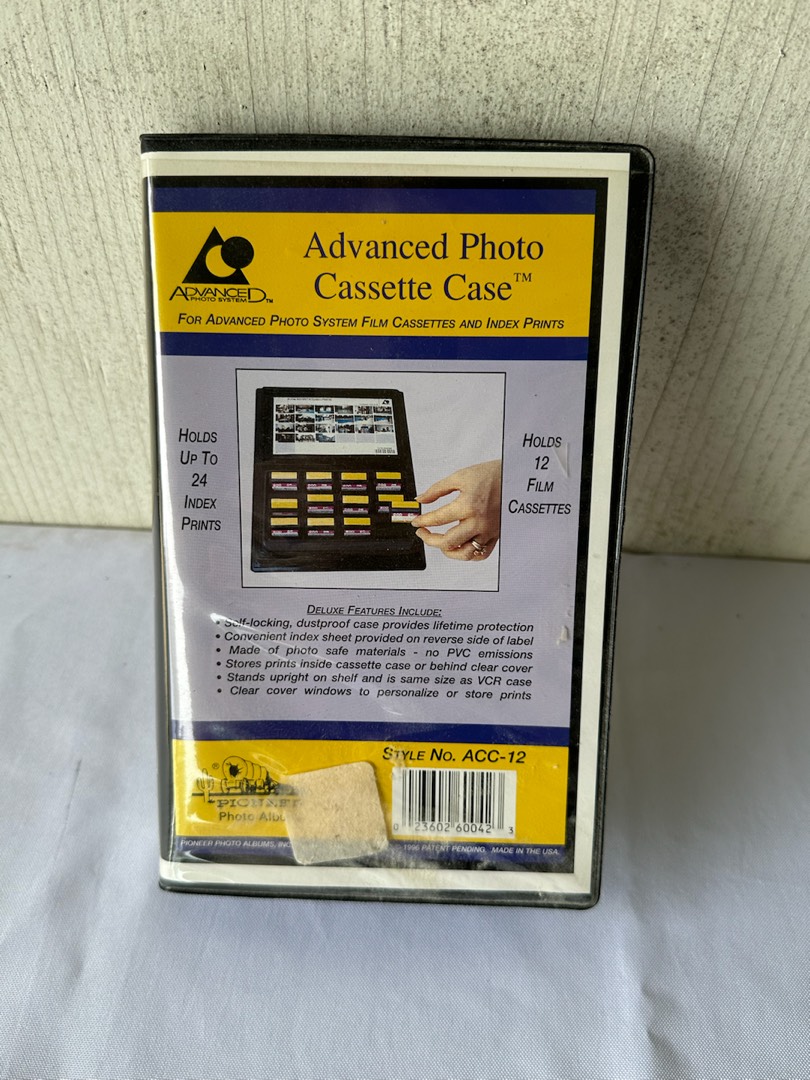 Advanced Photo
Cassette Case™
ADVANCED™
PHOTO SYSTEM
FOR ADVANCED PHOTO SYSTEM FILM CASSETTES AND INDEX PRINTS
HOLDS
UP TO
24
INDEX
PRINTS
HOLDS
12
FILM
CASSETTES
DELUXE FEATURES INCLUDE:
• Self-locking, dustproof case provides lifetime protection
• Convenient index sheet provided on reverse side of label
• Made of photo safe materials - no PVC emissions
• Stores prints inside cassette case or behind clear cover
• Stands upright on shelf and is same size as VCR case
• Clear cover windows to personalize or store prints
STYLE NO. ACC-12
®
PIONEE
Photo Albu
0 23602 60042 3
PIONEER PHOTO ALBUMS, INC
1996 PATENT PENDING. MADE IN THE USA.